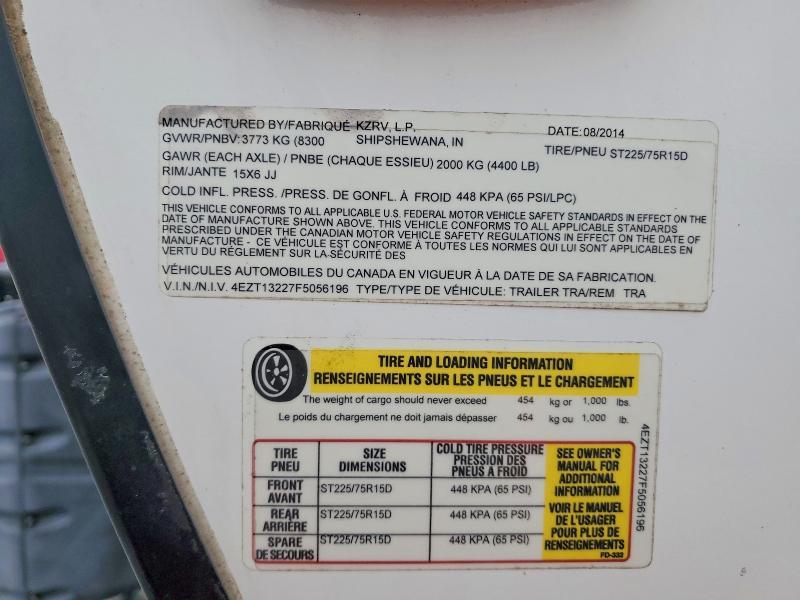 MANUFACTURED BY/FABRIQUÉ KZRV, L.P, DATE: 08/2014
GVWR/PNBV: 3773 KG (8300 SHIPSHEWANA, IN TIRE/PNEU ST225/75R15D
GAWR (EACH AXLE) / PNBE (CHAQUE ESSIEU) 2000 KG (4400 LB)
RIM/JANTE 15X6 JJ
COLD INFL. PRESS. /PRESS. DE GONFL. À FROID 448 KPA (65 PSI/LPC)
THIS VEHICLE CONFORMS TO ALL APPLICABLE U.S. FEDERAL MOTOR VEHICLE SAFETY STANDARDS IN EFFECT ON THE
DATE OF MANUFACTURE SHOWN ABOVE. THIS VEHICLE CONFORMS TO ALL APPLICABLE STANDARDS
PRESCRIBED UNDER THE CANADIAN MOTOR VEHICLE SAFETY REGULATIONS IN EFFECT ON THE DATE OF
MANUFACTURE - CE VÉHICULE EST CONFORME À TOUTES LES NORMES QUI LUI SONT APPLICABLES EN
VERTU DU RÉGLEMENT SUR LA SÉCURITÉ DES
VÉHICULES AUTOMOBILES DU CANADA EN VIGUEUR À LA DATE DE SA FABRICATION.
V.I.N./N.I.V. 4EZT13227F5056196 TYPE/TYPE DE VÉHICULE: TRAILER TRA/REM TRA
TIRE AND LOADING INFORMATION
RENSEIGNEMENTS SUR LES PNEUS ET LE CHARGEMENT
The weight of cargo should never exceed 454 kg or 1,000 lbs.
Le poids du chargement ne doit jamais dépasser 454 kg ou 1,000 lb.
TIRE
PNEU
SIZE
DIMENSIONS
COLD TIRE PRESSURE
PRESSION DES
PNEUS A FROID
FRONT
AVANT
ST225/75R15D
448 KPA (65 PSI)
REAR
ARRIÈRE
ST225/75R15D
448 KPA (65 PSI)
SPARE
DE SECOURS
ST225/75R15D
448 KPA (65 PSI)
SEE OWNER'S
MANUAL FOR
ADDITIONAL
INFORMATION
VOIR LE MANUEL
DE L'USAGER
POUR PLUS DE
RENSEIGNEMENTS
FD-332
4EZT13227F5056196